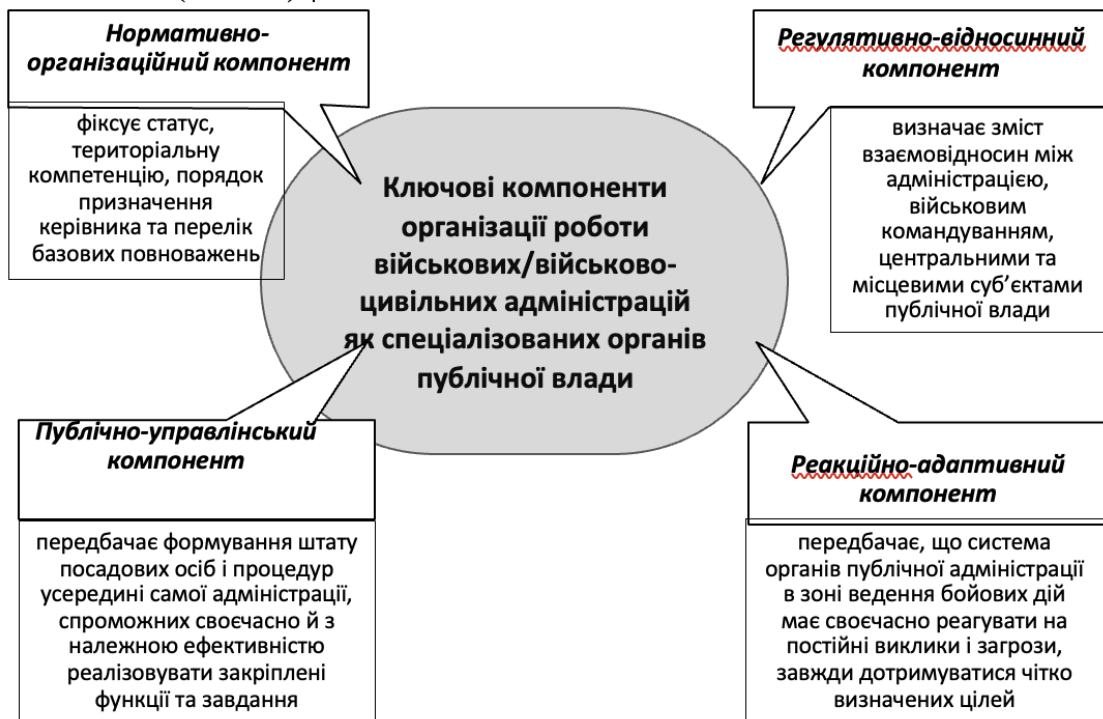 Нормативно-
організаційний компонент
фіксує статус,
територіальну
компетенцію, порядок
призначення
керівника та перелік
базових повноважень
Регулятивно-відносинний
компонент
визначає зміст
взаємовідносин між
адміністрацією,
військовим
командуванням,
центральними та
місцевими суб’єктами
публічної влади
Ключові компоненти
організації роботи
військових/військово-
цивільних адміністрацій
як спеціалізованих органів
публічної влади
Публічно-управлінський
компонент
передбачає формування штату
посадових осіб і процедур
усередині самої адміністрації,
спроможних своєчасно й з
належною ефективністю
реалізовувати закріплені
функції та завдання
Реакційно-адаптивний
компонент
передбачає, що система
органів публічної адміністрації
в зоні ведення бойових дій
має своєчасно реагувати на
постійні виклики і загрози,
завжди дотримуватися чітко
визначених цілей